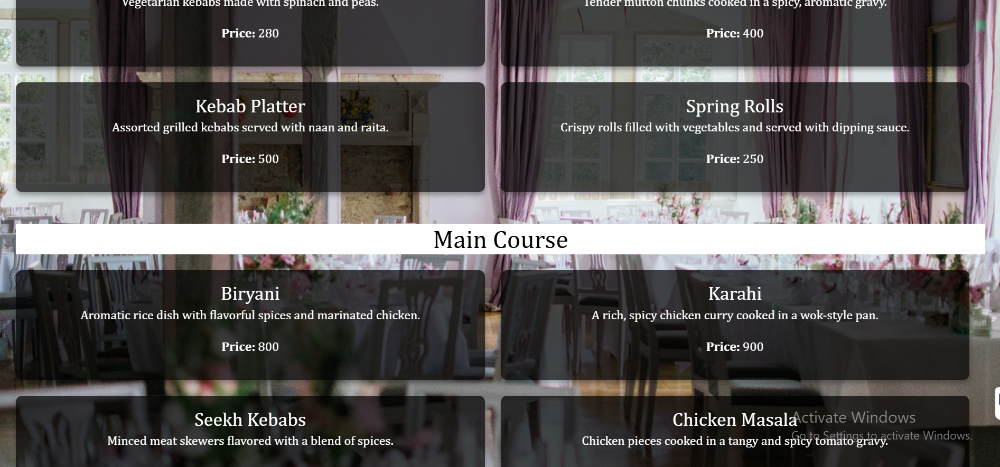 Vegetarian kebabs made with spinach and peas.
Price: 280
Tender mutton chunks cooked in a spicy, aromatic gravy.
Price: 400
Kebab Platter
Assorted grilled kebabs served with naan and raita.
Price: 500
Spring Rolls
Crispy rolls filled with vegetables and served with dipping sauce.
Price: 250
Main Course
Biryani
Aromatic rice dish with flavorful spices and marinated chicken.
Price: 800
Karahi
A rich, spicy chicken curry cooked in a wok-style pan.
Price: 900
Seekh Kebabs
Minced meat skewers flavored with a blend of spices.
Chicken Masala
Chicken pieces cooked in a tangy and spicy tomato gravy.
Activate Windows
Go to Settings to activate Windows.